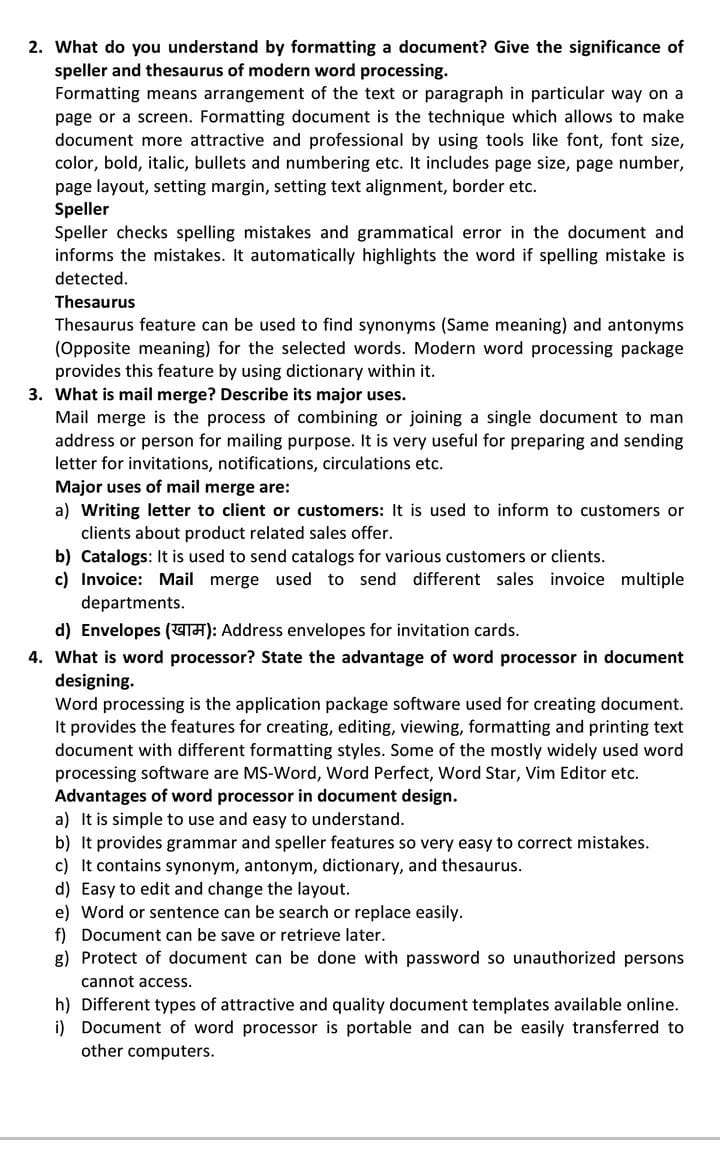 2. What do you understand by formatting a document? Give the significance of
speller and thesaurus of modern word processing.
Formatting means arrangement of the text or paragraph in particular way on a
page or a screen. Formatting document is the technique which allows to make
document more attractive and professional by using tools like font, font size,
color, bold, italic, bullets and numbering etc. It includes page size, page number,
page layout, setting margin, setting text alignment, border etc.
Speller
Speller checks spelling mistakes and grammatical error in the document and
informs the mistakes. It automatically highlights the word if spelling mistake is
detected.
Thesaurus
Thesaurus feature can be used to find synonyms (Same meaning) and antonyms
(Opposite meaning) for the selected words. Modern word processing package
provides this feature by using dictionary within it.
3. What is mail merge? Describe its major uses.
Mail merge is the process of combining or joining a single document to man
address or person for mailing purpose. It is very useful for preparing and sending
letter for invitations, notifications, circulations etc.
Major uses of mail merge are:
a) Writing letter to client or customers: It is used to inform to customers or
clients about product related sales offer.
b) Catalogs: It is used to send catalogs for various customers or clients.
c) Invoice: Mail merge used to send different sales invoice multiple
departments.
d) Envelopes (खाम): Address envelopes for invitation cards.
4. What is word processor? State the advantage of word processor in document
designing.
Word processing is the application package software used for creating document.
It provides the features for creating, editing, viewing, formatting and printing text
document with different formatting styles. Some of the mostly widely used word
processing software are MS-Word, Word Perfect, Word Star, Vim Editor etc.
Advantages of word processor in document design.
a) It is simple to use and easy to understand.
b) It provides grammar and speller features so very easy to correct mistakes.
c) It contains synonym, antonym, dictionary, and thesaurus.
d) Easy to edit and change the layout.
e) Word or sentence can be search or replace easily.
f) Document can be save or retrieve later.
g) Protect of document can be done with password so unauthorized persons
cannot access.
h) Different types of attractive and quality document templates available online.
i) Document of word processor is portable and can be easily transferred to
other computers.